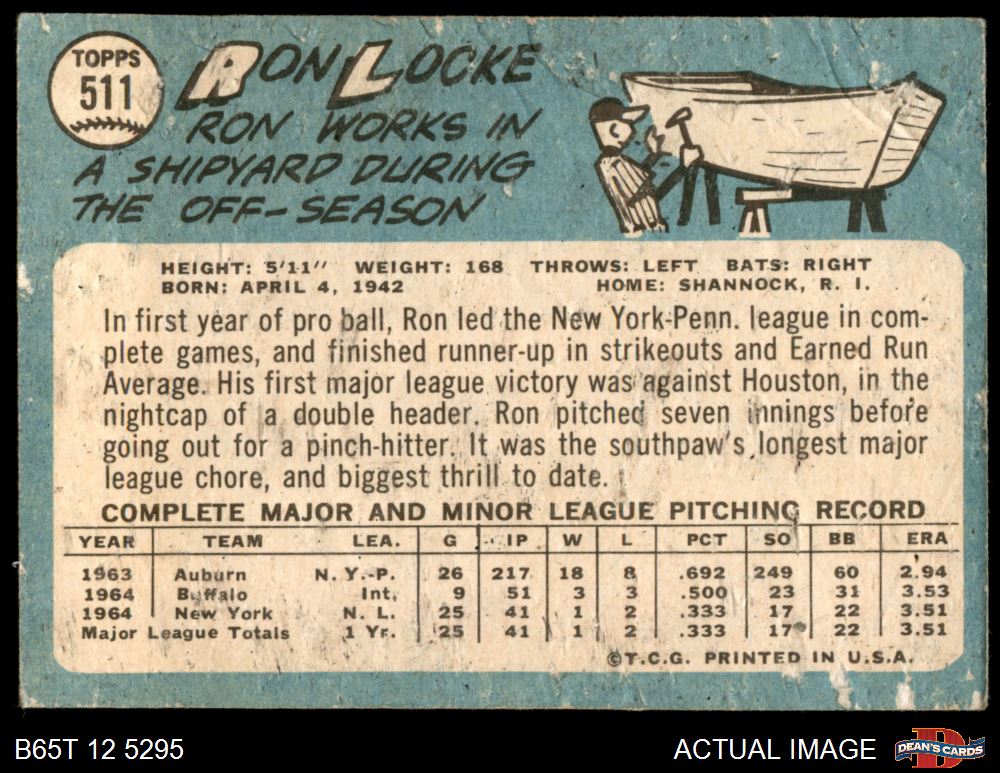 TOPPS
511
RON LOCKE
RON WORKS IN
A SHIPYARD DURING
THE OFF-SEASON
HEIGHT: 5'11" WEIGHT: 168 THROWS: LEFT BATS: RIGHT
BORN: APRIL 4, 1942 HOME: SHANNOCK, R. I.
In first year of pro ball, Ron led the New York-Penn. league in com-
plete games, and finished runner-up in strikeouts and Earned Run
Average. His first major league victory was against Houston, in the
nightcap of a double header. Ron pitched seven innings before
going out for a pinch-hitter. It was the southpaw's longest major
league chore, and biggest thrill to date.
COMPLETE MAJOR AND MINOR LEAGUE PITCHING RECORD
YEAR TEAM LEA. G IP W L PCT SO BB ERA
1963 Auburn N. Y.-P. 26 217 18 8 .692 249 60 2.94
1964 Buffalo Int. 9 51 3 3 .500 23 31 3.53
1964 New York N. L. 25 41 1 2 .333 17 22 3.51
Major League Totals 1 Yr. 25 41 1 2 .333 17 22 3.51
©T.C.G. PRINTED IN U.S.A.
B65T 12 5295 ACTUAL IMAGE DEAN'S CARDS